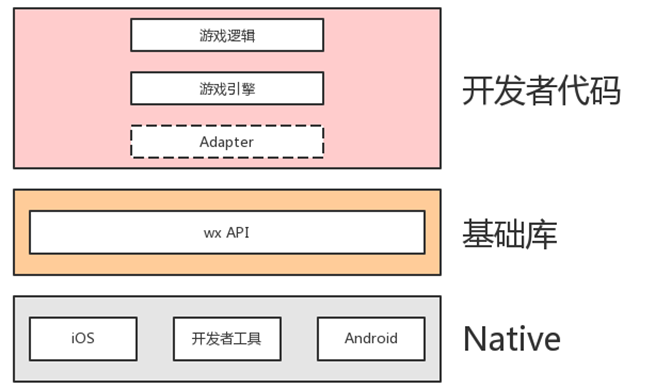 游戏逻辑
游戏引擎
Adapter
开发者代码
wx API
基础库
iOS
开发者工具
Android
Native